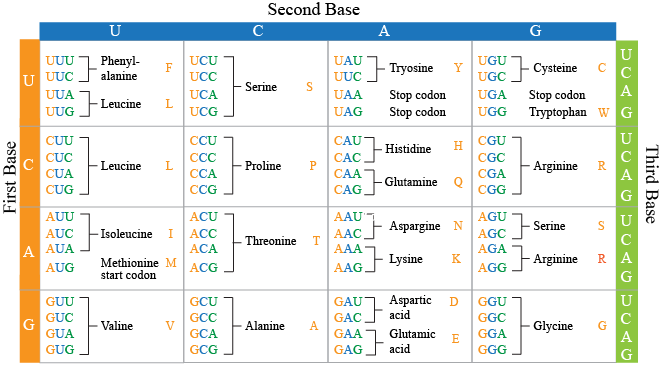 Second Base
U C A G
First Base
U
UUU
UUC
UUA
UUG
Phenyl-
alanine
F
Leucine L
UCU
UCC
UCA
UCG
Serine S
UAU
UUC
UAA
UAG
Tryosine Y
Stop codon
Stop codon
UGU
UGC
UGA
UGG
Cysteine C
Stop codon
Tryptophan W
U
C
A
G
C
CUU
CUC
CUA
CUG
Leucine L
CCU
CCC
CCA
CCG
Proline P
CAU
CAC
CAA
CAG
Histidine H
Glutamine Q
CGU
CGC
CGA
CGG
Arginine R
U
C
A
G
A
AUU
AUC
AUA
AUG
Isoleucine I
Methionine M
start codon
ACU
ACC
ACA
ACG
Threonine T
AAU
AAC
AAA
AAG
Aspargine N
Lysine K
AGU
AGC
AGA
AGG
Serine S
Arginine R
U
C
A
G
G
GUU
GUC
GUA
GUG
Valine V
GCU
GCC
GCA
GCG
Alanine A
GAU
GAC
GAA
GAG
Aspartic D
acid
Glutamic E
acid
GGU
GGC
GGA
GGG
Glycine G
U
C
A
G
Third Base